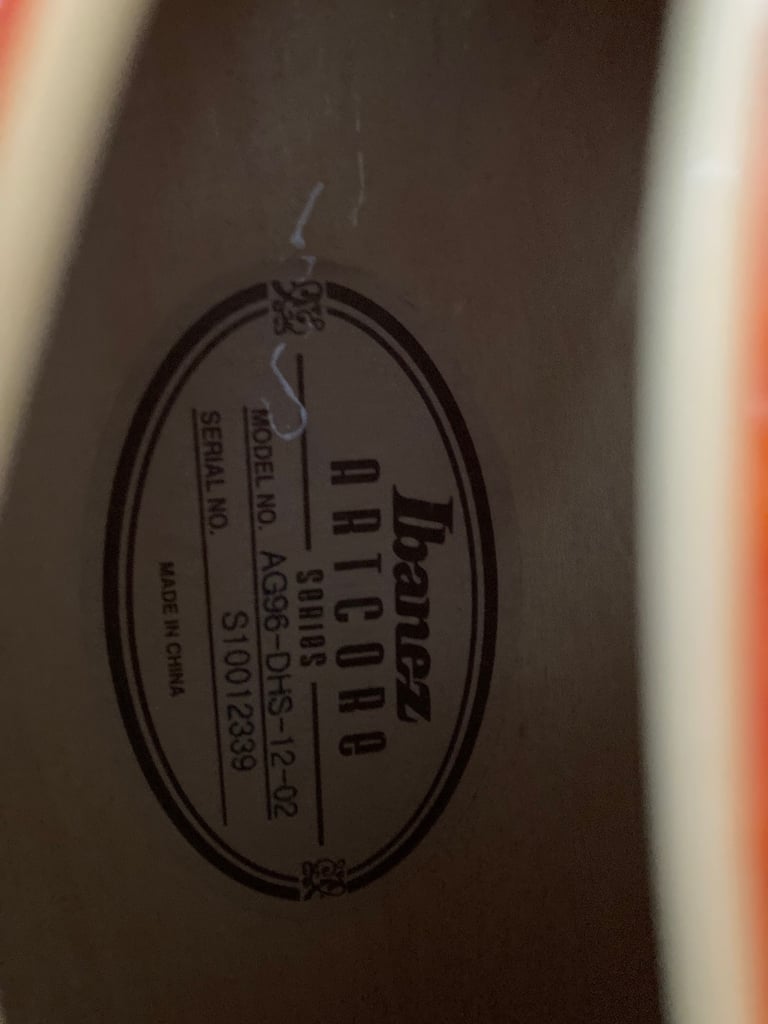 Ibanez
ARTCORE
SERIES
MODEL NO. AG96-DHS-12-02
SERIAL NO. S10012339
MADE IN CHINA